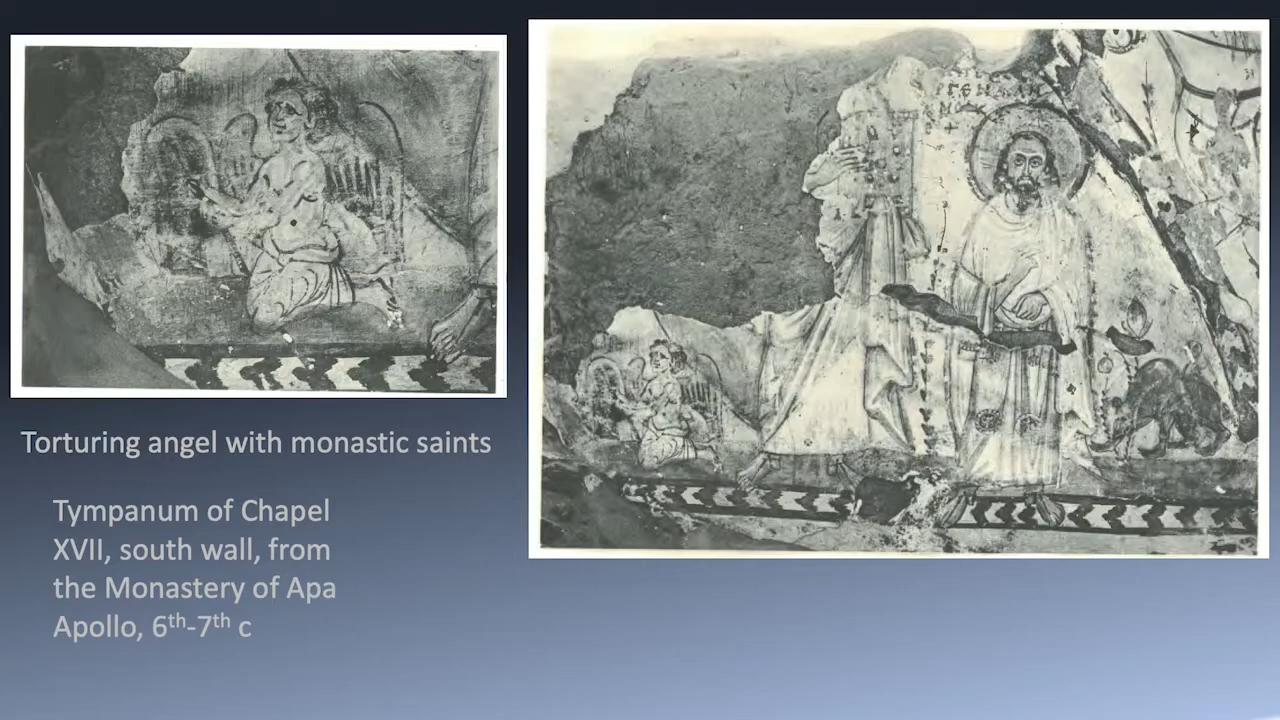 Torturing angel with monastic saints
Tympanum of Chapel
XVII, south wall, from
the Monastery of Apa
Apollo, 6th-7th c